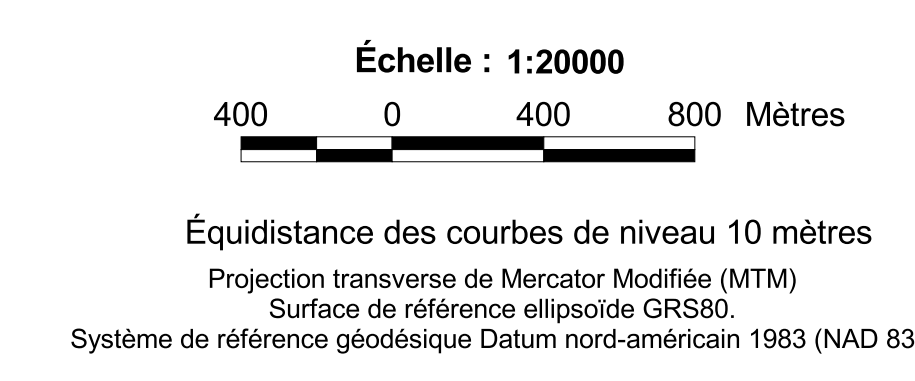 Échelle : 1:20000
400 0 400 800 Mètres
Équidistance des courbes de niveau 10 mètres
Projection transverse de Mercator Modifiée (MTM)
Surface de référence ellipsoïde GRS80.
Système de référence géodésique Datum nord-américain 1983 (NAD 83